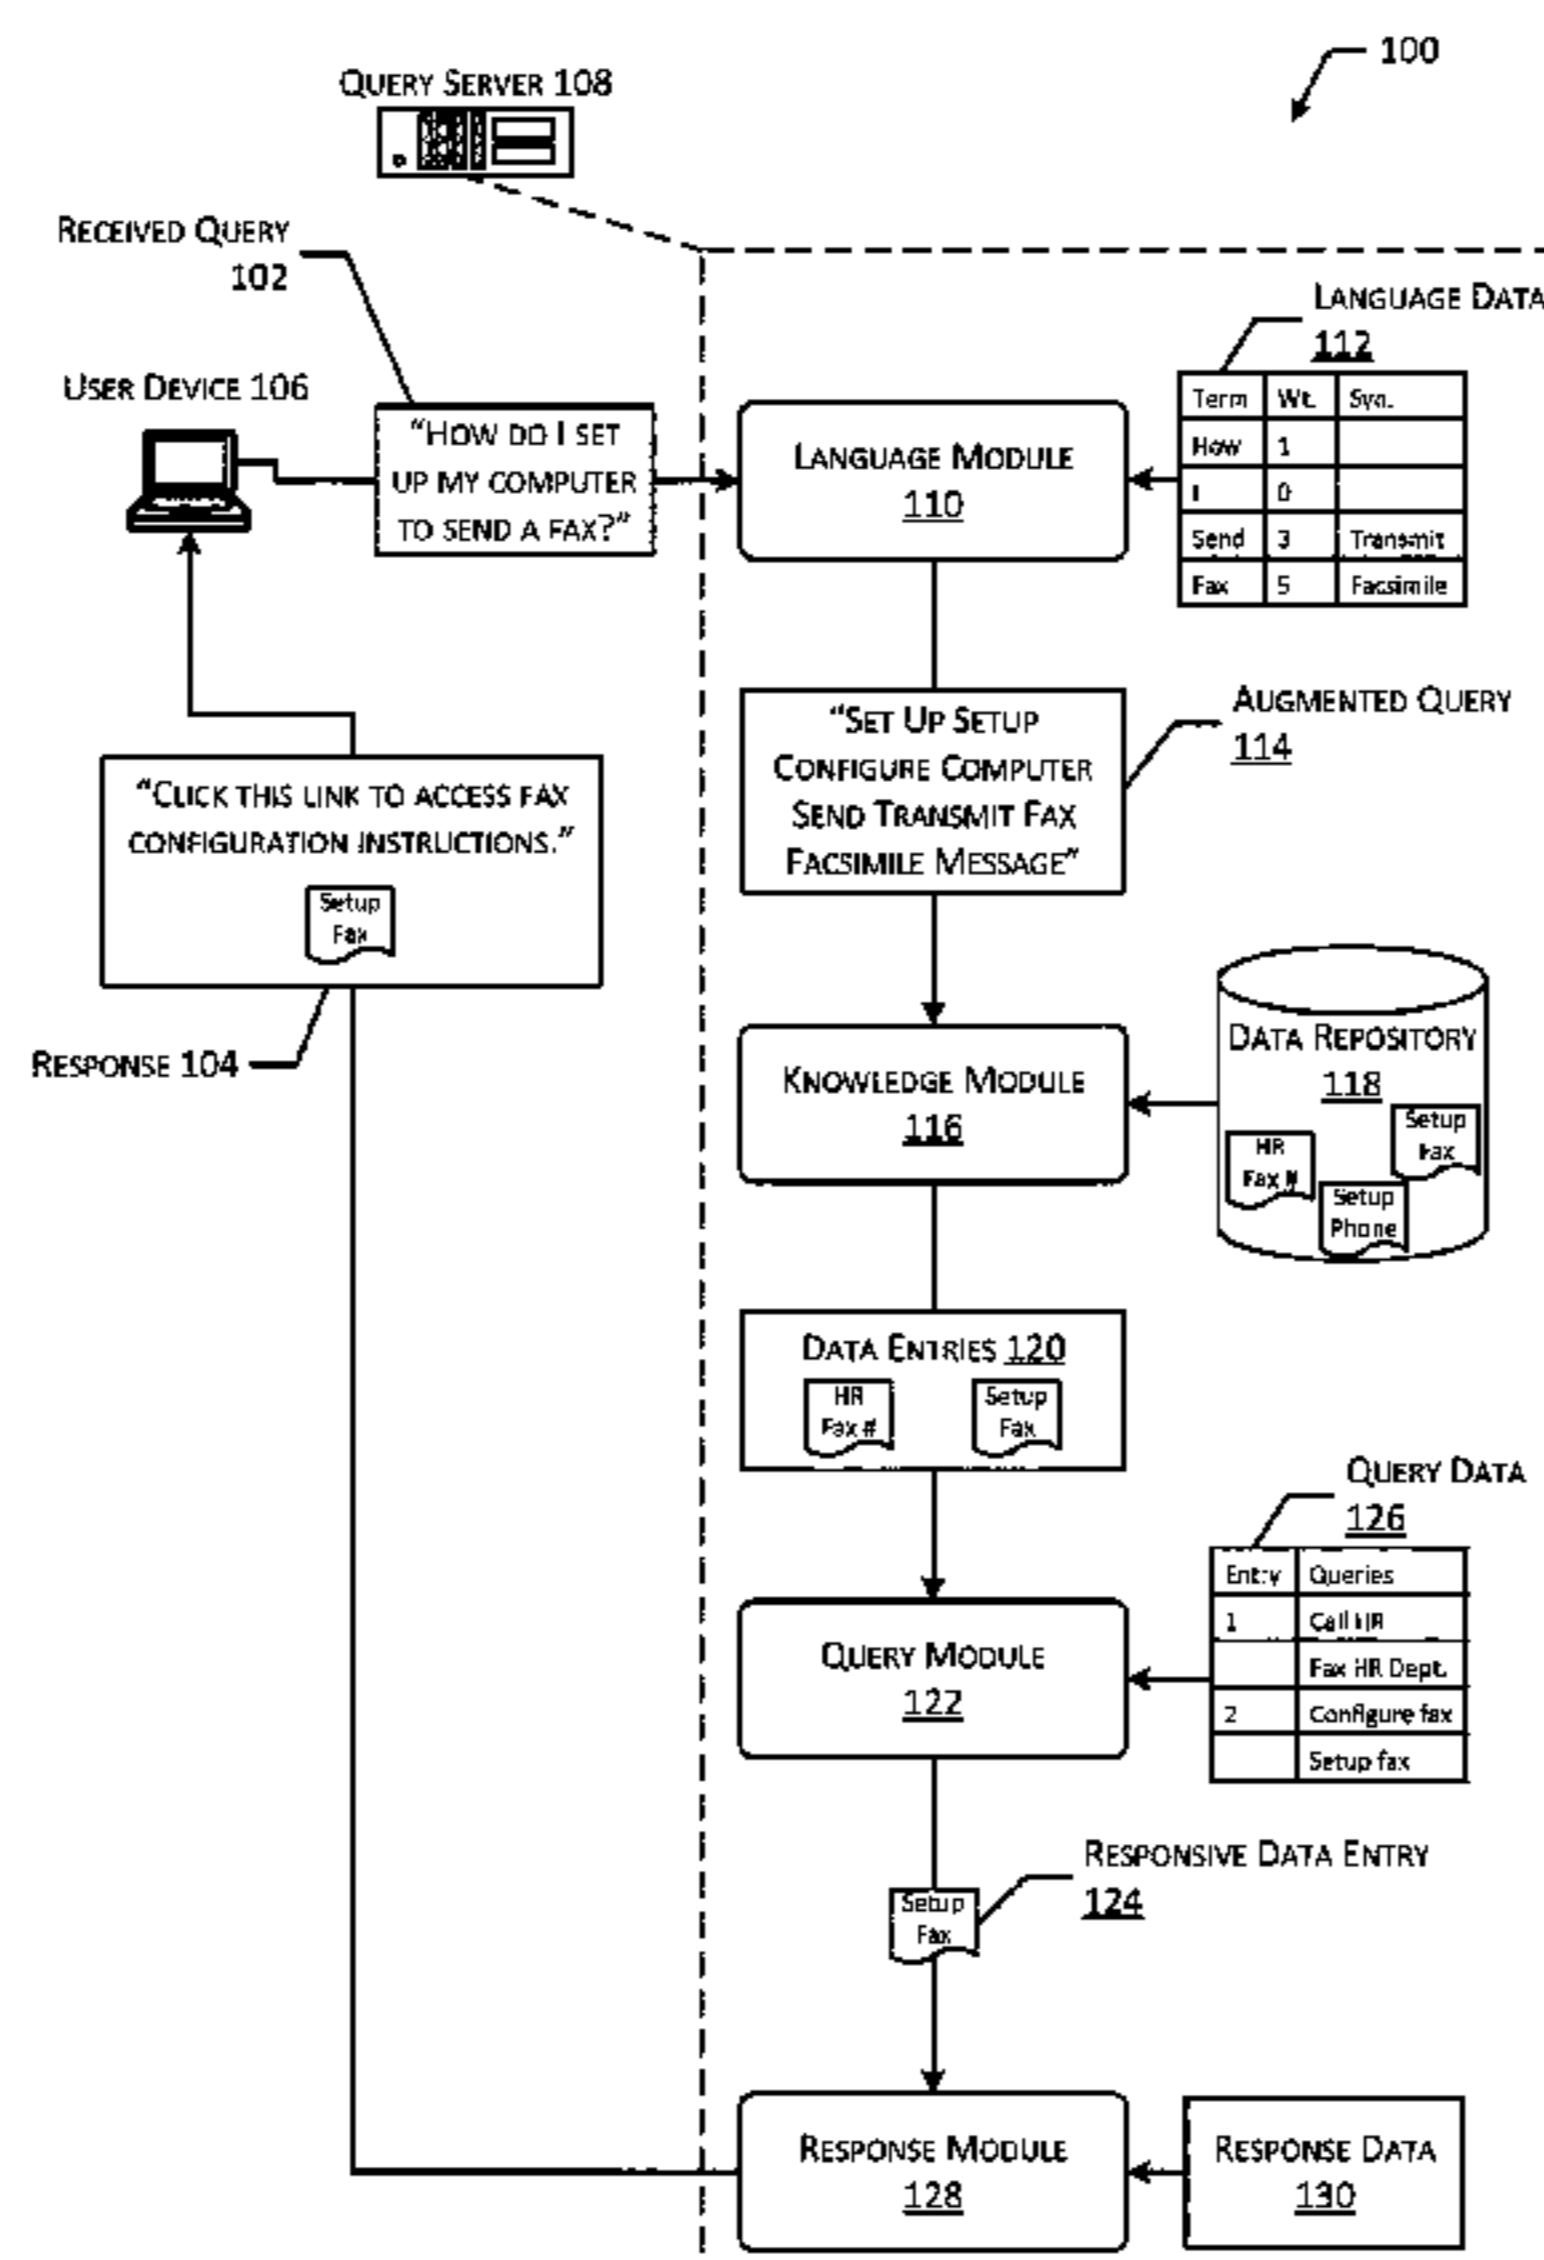 100
QUERY SERVER 108
RECEIVED QUERY
102
LANGUAGE DATA
112
USER DEVICE 106
"HOW DO I SET
UP MY COMPUTER
TO SEND A FAX?"
LANGUAGE MODULE
110
Term Wt. Syn.
How 1
I 0
Send 3 Transmit
Fax 5 Facsimile
"SET UP SETUP
CONFIGURE COMPUTER
SEND TRANSMIT FAX
FACSIMILE MESSAGE"
AUGMENTED QUERY
114
"CLICK THIS LINK TO ACCESS FAX
CONFIGURATION INSTRUCTIONS."
Setup
Fax
RESPONSE 104
KNOWLEDGE MODULE
116
DATA REPOSITORY
118
HR
Fax #
Setup
Fax
Setup
Phone
DATA ENTRIES 120
HR
Fax #
Setup
Fax
QUERY DATA
126
QUERY MODULE
122
Entry Queries
1 Call HR
Fax HR Dept.
2 Configure fax
Setup fax
RESPONSIVE DATA ENTRY
124
Setup
Fax
RESPONSE MODULE
128
RESPONSE DATA
130